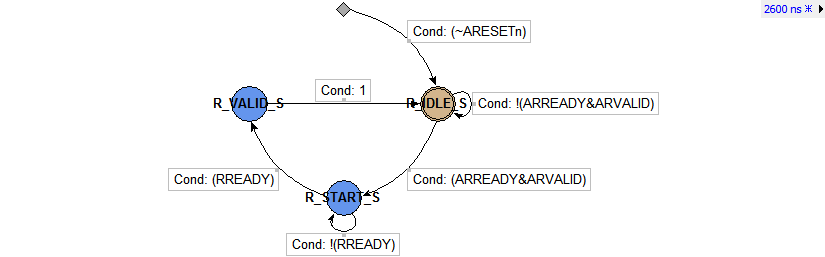 2600 ns
Cond: (~ARESETn)
Cond: 1
R_VALID_S
R_IDLE_S
Cond: !(ARREADY&ARVALID)
Cond: (RREADY)
Cond: (ARREADY&ARVALID)
R_START_S
Cond: !(RREADY)